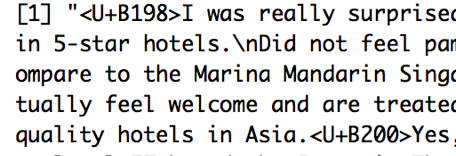 [1] "<U+B198>I was really surprised
in 5-star hotels.\nDid not feel pam
ompare to the Marina Mandarin Sing
tually feel welcome and are treated
quality hotels in Asia.<U+B200>Yes,